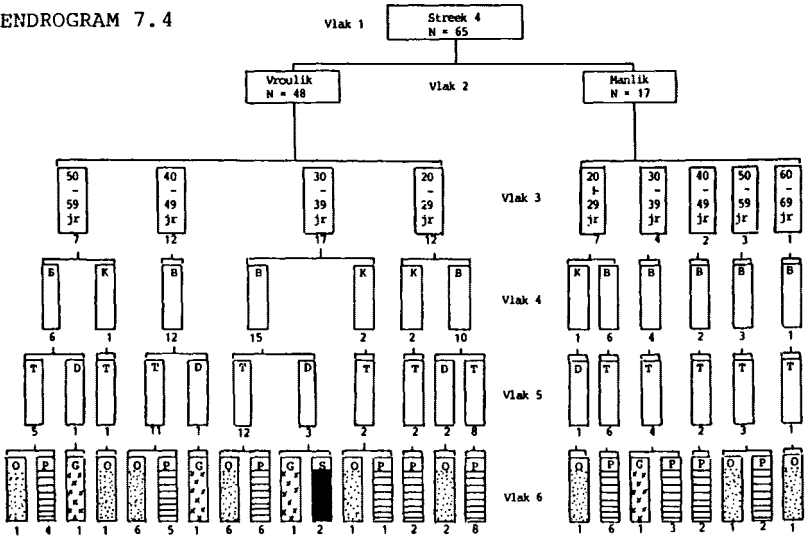 ENDROGRAM 7.4
Vlak 1
Streek 4
N = 65
Vroulik
N = 48
Vlak 2
Manlik
N = 17
50 - 59 jr
40 - 49 jr
30 - 39 jr
20 - 29 jr
Vlak 3
20 + 29 jr
30 - 39 jr
40 - 49 jr
50 - 59 jr
60 - 69 jr
7 12 17 12 7 4 2 3 1
B K B B K K B Vlak 4 K B B B B B
6 1 12 15 2 2 10 1 6 4 2 3 1
T D T T D T D T T D T Vlak 5 D T T T T T
5 1 1 11 1 12 3 2 2 2 8 1 6 4 2 3 1
O P G O O P G O P G S O P P O P Vlak 6 O P G P P O P O
1 4 1 1 6 5 1 6 6 1 2 1 1 2 2 8 1 6 1 3 2 1 2 1